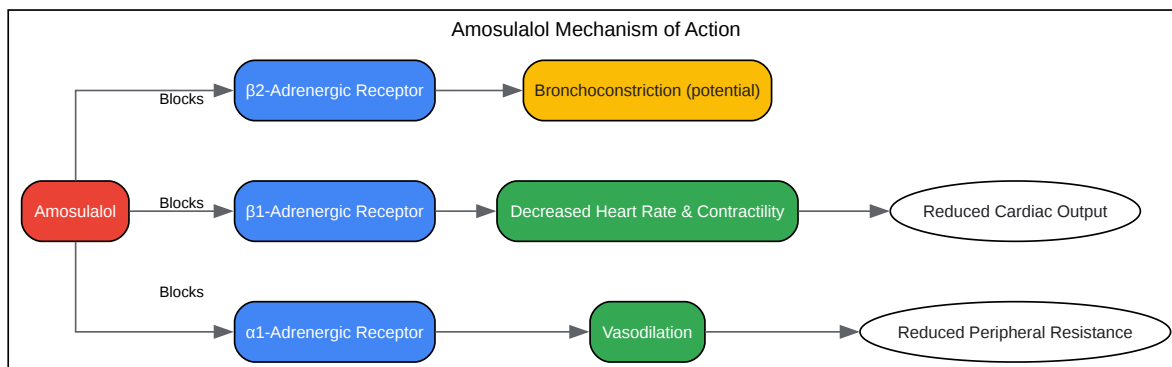 Amosulalol Mechanism of Action
Blocks
β2-Adrenergic Receptor
Bronchoconstriction (potential)
Amosulalol
Blocks
β1-Adrenergic Receptor
Decreased Heart Rate & Contractility
Reduced Cardiac Output
Blocks
α1-Adrenergic Receptor
Vasodilation
Reduced Peripheral Resistance